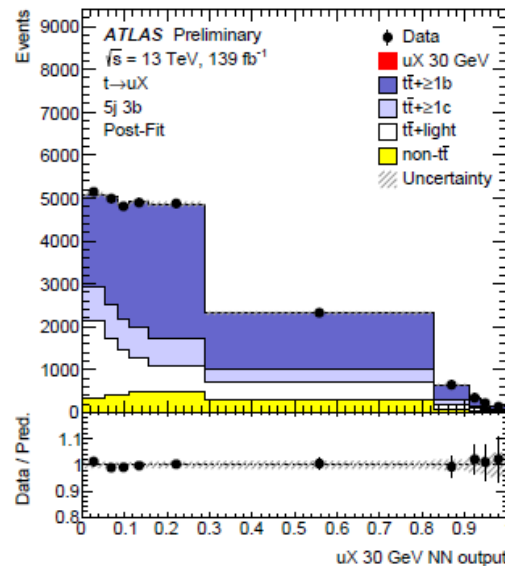 Events
9000
8000
7000
6000
5000
4000
3000
2000
1000
0
ATLAS Preliminary
√s = 13 TeV, 139 fb⁻¹
t→uX
5j 3b
Post-Fit
Data
uX 30 GeV
tt̄+≥1b
tt̄+≥1c
tt̄+light
non-tt̄
Uncertainty
Data / Pred.
1.1
1
0.9
0.8
0 0.1 0.2 0.3 0.4 0.5 0.6 0.7 0.8 0.9
uX 30 GeV NN output